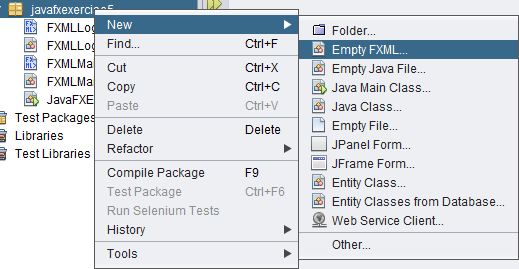 javafxexercise5
FXMLLog
FXMLLog
FXMLMai
FXMLMai
JavaFXE
Test Packages
Libraries
Test Libraries
New
Find... Ctrl+F
Cut Ctrl+X
Copy Ctrl+C
Paste Ctrl+V
Delete Delete
Refactor
Compile Package F9
Test Package Ctrl+F6
Run Selenium Tests
History
Tools
Folder...
Empty FXML...
Empty Java File...
Java Main Class...
Java Class...
Empty File...
JPanel Form...
JFrame Form...
Entity Class...
Entity Classes from Database...
Web Service Client...
Other...